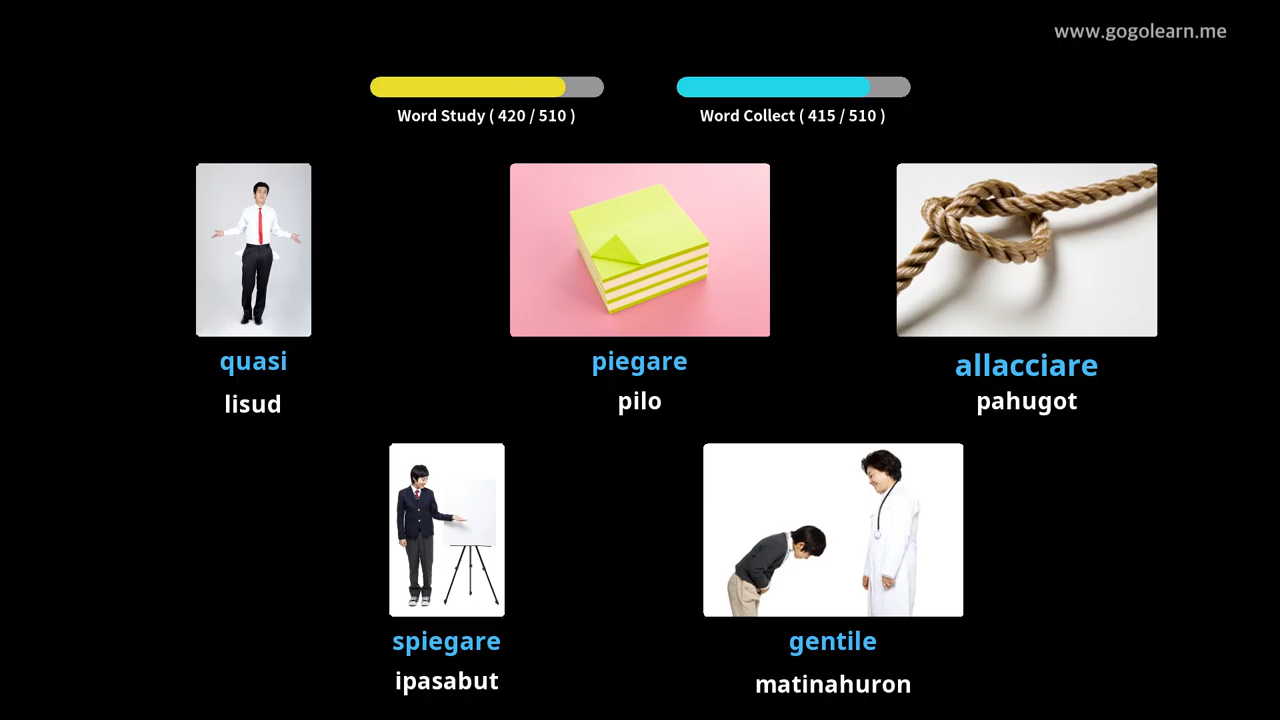 www.gogolearn.me
Word Study ( 420 / 510 )
Word Collect ( 415 / 510 )
quasi
lisud
piegare
pilo
allacciare
pahugot
spiegare
ipasabut
gentile
matinahuron